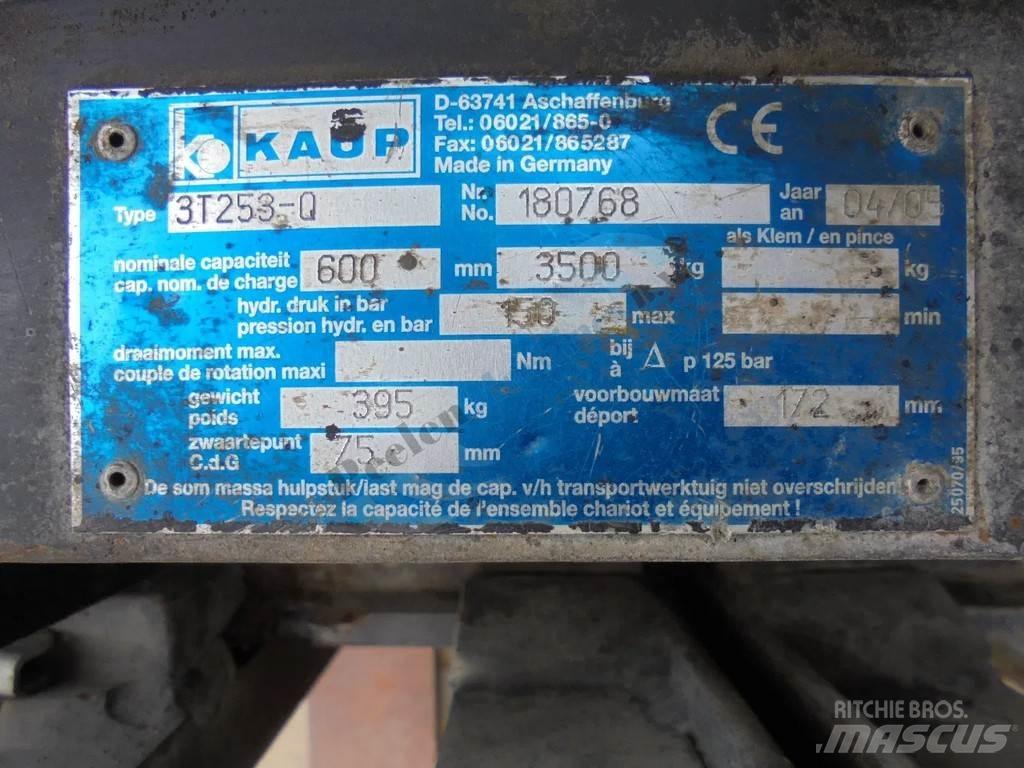 KAUP
D-63741 Aschaffenburg
Tel.: 06021/865-0
Fax: 06021/865287
Made in Germany
CE
Type 3T253-Q Nr. No. 180768 Jaar an 04/05
als Klem / en pince
nominale capaciteit cap. nom. de charge 600 mm 3500 kg kg
hydr. druk in bar pression hydr. en bar 150 max min
draaimoment max. couple de rotation maxi Nm bij à Δ p 125 bar
gewicht poids 395 kg voorbouwmaat déport 172 mm
zwaartepunt C.d.G 75 mm
De som massa hulpstuk/last mag de cap. v/h transportwerktuig niet overschrijden!
Respectez la capacité de l'ensemble chariot et équipement !
RITCHIE BROS.
MASCUS